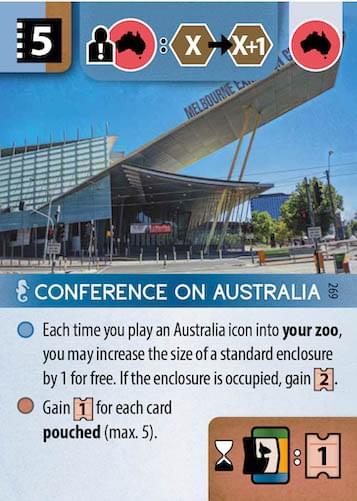 5
: X X+1
MELBOURNE
CONFERENCE ON AUSTRALIA
269
Each time you play an Australia icon into your zoo,
you may increase the size of a standard enclosure
by 1 for free. If the enclosure is occupied, gain 2.
Gain 1 for each card
pouched (max. 5).
: 1